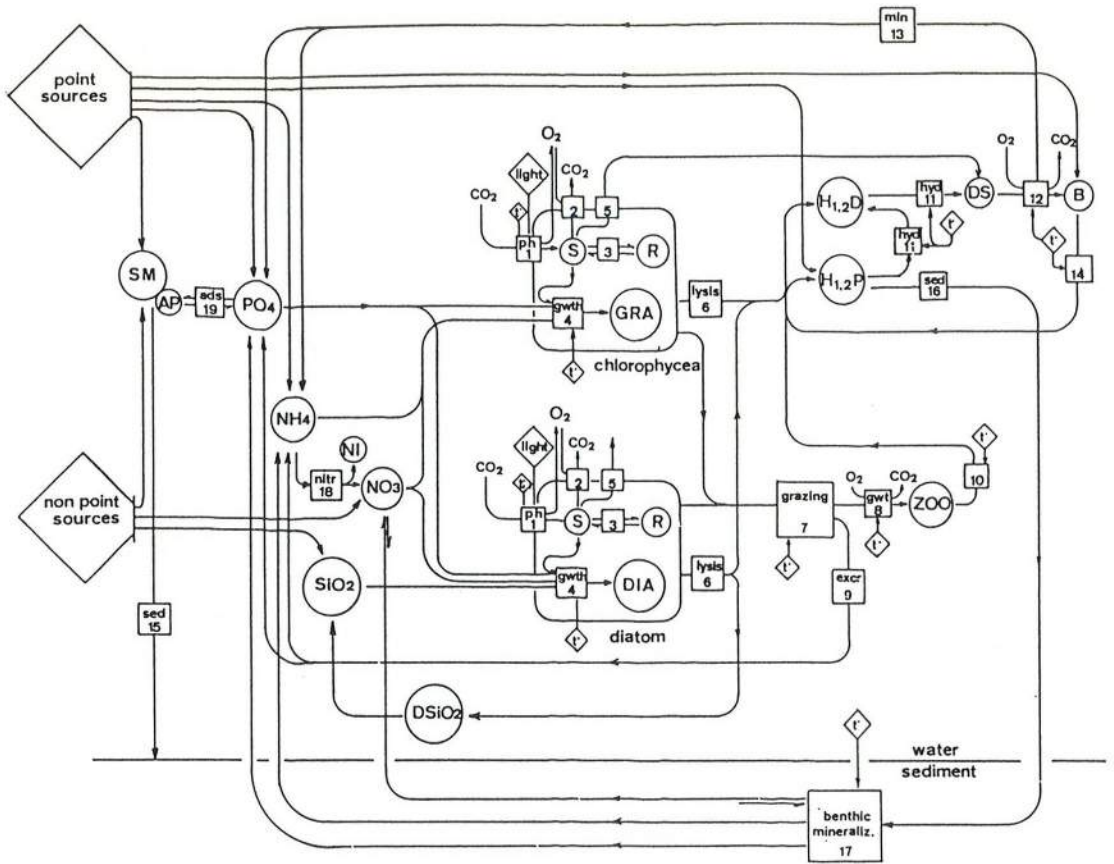 min
13
point
sources
O2
CO2
light
CO2
t°
2
5
ph
1
S
3
R
gwth
4
GRA
t°
chlorophycea
lysis
6
H1,2D
hyd
11
DS
O2
CO2
12
B
hyd
11
t°
t°
14
H1,2P
sed
16
SM
AP
ads
19
PO4
NH4
NI
nitr
18
NO3
non point
sources
SiO2
sed
15
O2
CO2
light
CO2
t°
2
5
ph
1
S
3
R
gwth
4
DIA
t°
diatom
lysis
6
grazing
7
t°
O2
CO2
gwt
8
t°
ZOO
t°
10
excr
9
DSiO2
t°
water
sediment
benthic
mineraliz.
17